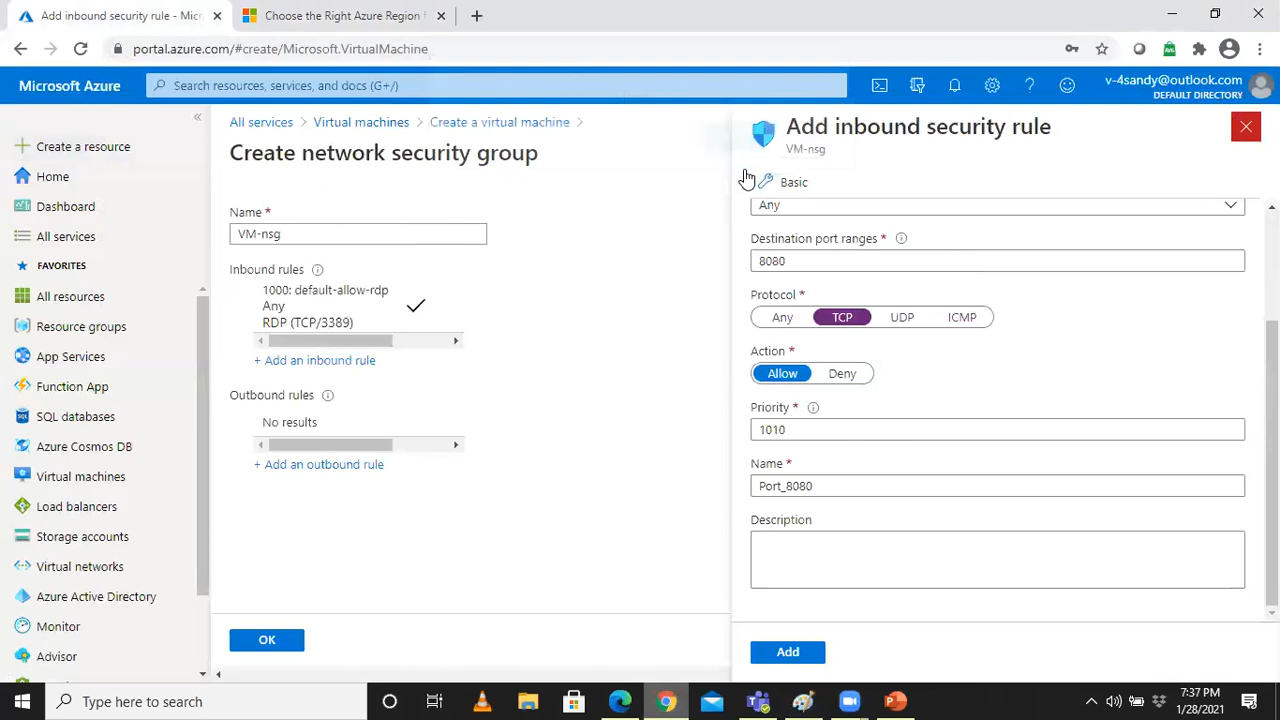 Add inbound security rule - Micr
Choose the Right Azure Region f
portal.azure.com/#create/Microsoft.VirtualMachine
Microsoft Azure
Search resources, services, and docs (G+/)
v-4sandy@outlook.com
DEFAULT DIRECTORY
Create a resource
Home
Dashboard
All services
FAVORITES
All resources
Resource groups
App Services
Function App
SQL databases
Azure Cosmos DB
Virtual machines
Load balancers
Storage accounts
Virtual networks
Azure Active Directory
Monitor
Advisor
All services > Virtual machines > Create a virtual machine >
Create network security group
Name *
VM-nsg
Inbound rules
1000: default-allow-rdp
Any
RDP (TCP/3389)
+ Add an inbound rule
Outbound rules
No results
+ Add an outbound rule
OK
Add inbound security rule
VM-nsg
Basic
Any
Destination port ranges *
8080
Protocol *
Any TCP UDP ICMP
Action *
Allow Deny
Priority *
1010
Name *
Port_8080
Description
Add
Type here to search
7:37 PM
1/28/2021